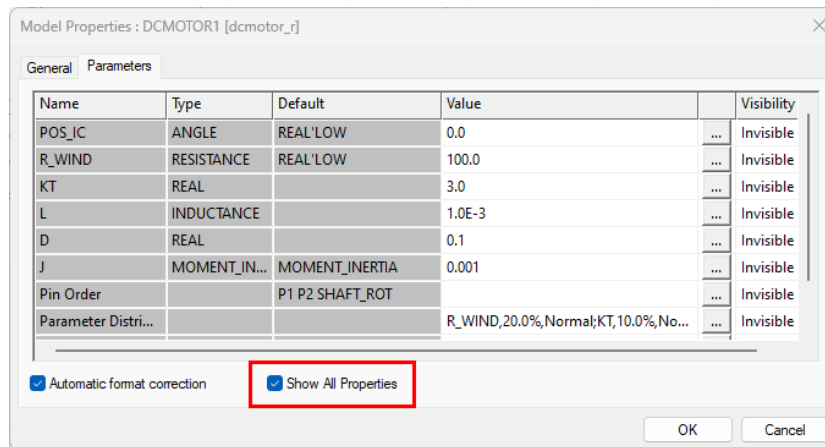 Model Properties : DCMOTOR1 [dcmotor_r]
General Parameters
Name Type Default Value Visibility
POS_IC ANGLE REAL'LOW 0.0 ... Invisible
R_WIND RESISTANCE REAL'LOW 100.0 ... Invisible
KT REAL 3.0 ... Invisible
L INDUCTANCE 1.0E-3 ... Invisible
D REAL 0.1 ... Invisible
J MOMENT_IN... MOMENT_INERTIA 0.001 ... Invisible
Pin Order P1 P2 SHAFT_ROT ... Invisible
Parameter Distri... R_WIND,20.0%,Normal;KT,10.0%,No... ... Invisible
Automatic format correction Show All Properties
OK Cancel